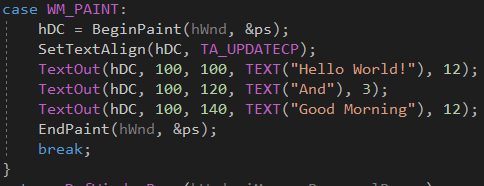 case WM_PAINT:
hDC = BeginPaint(hWnd, &ps);
SetTextAlign(hDC, TA_UPDATECP);
TextOut(hDC, 100, 100, TEXT("Hello World!"), 12);
TextOut(hDC, 100, 120, TEXT("And"), 3);
TextOut(hDC, 100, 140, TEXT("Good Morning"), 12);
EndPaint(hWnd, &ps);
break;
}